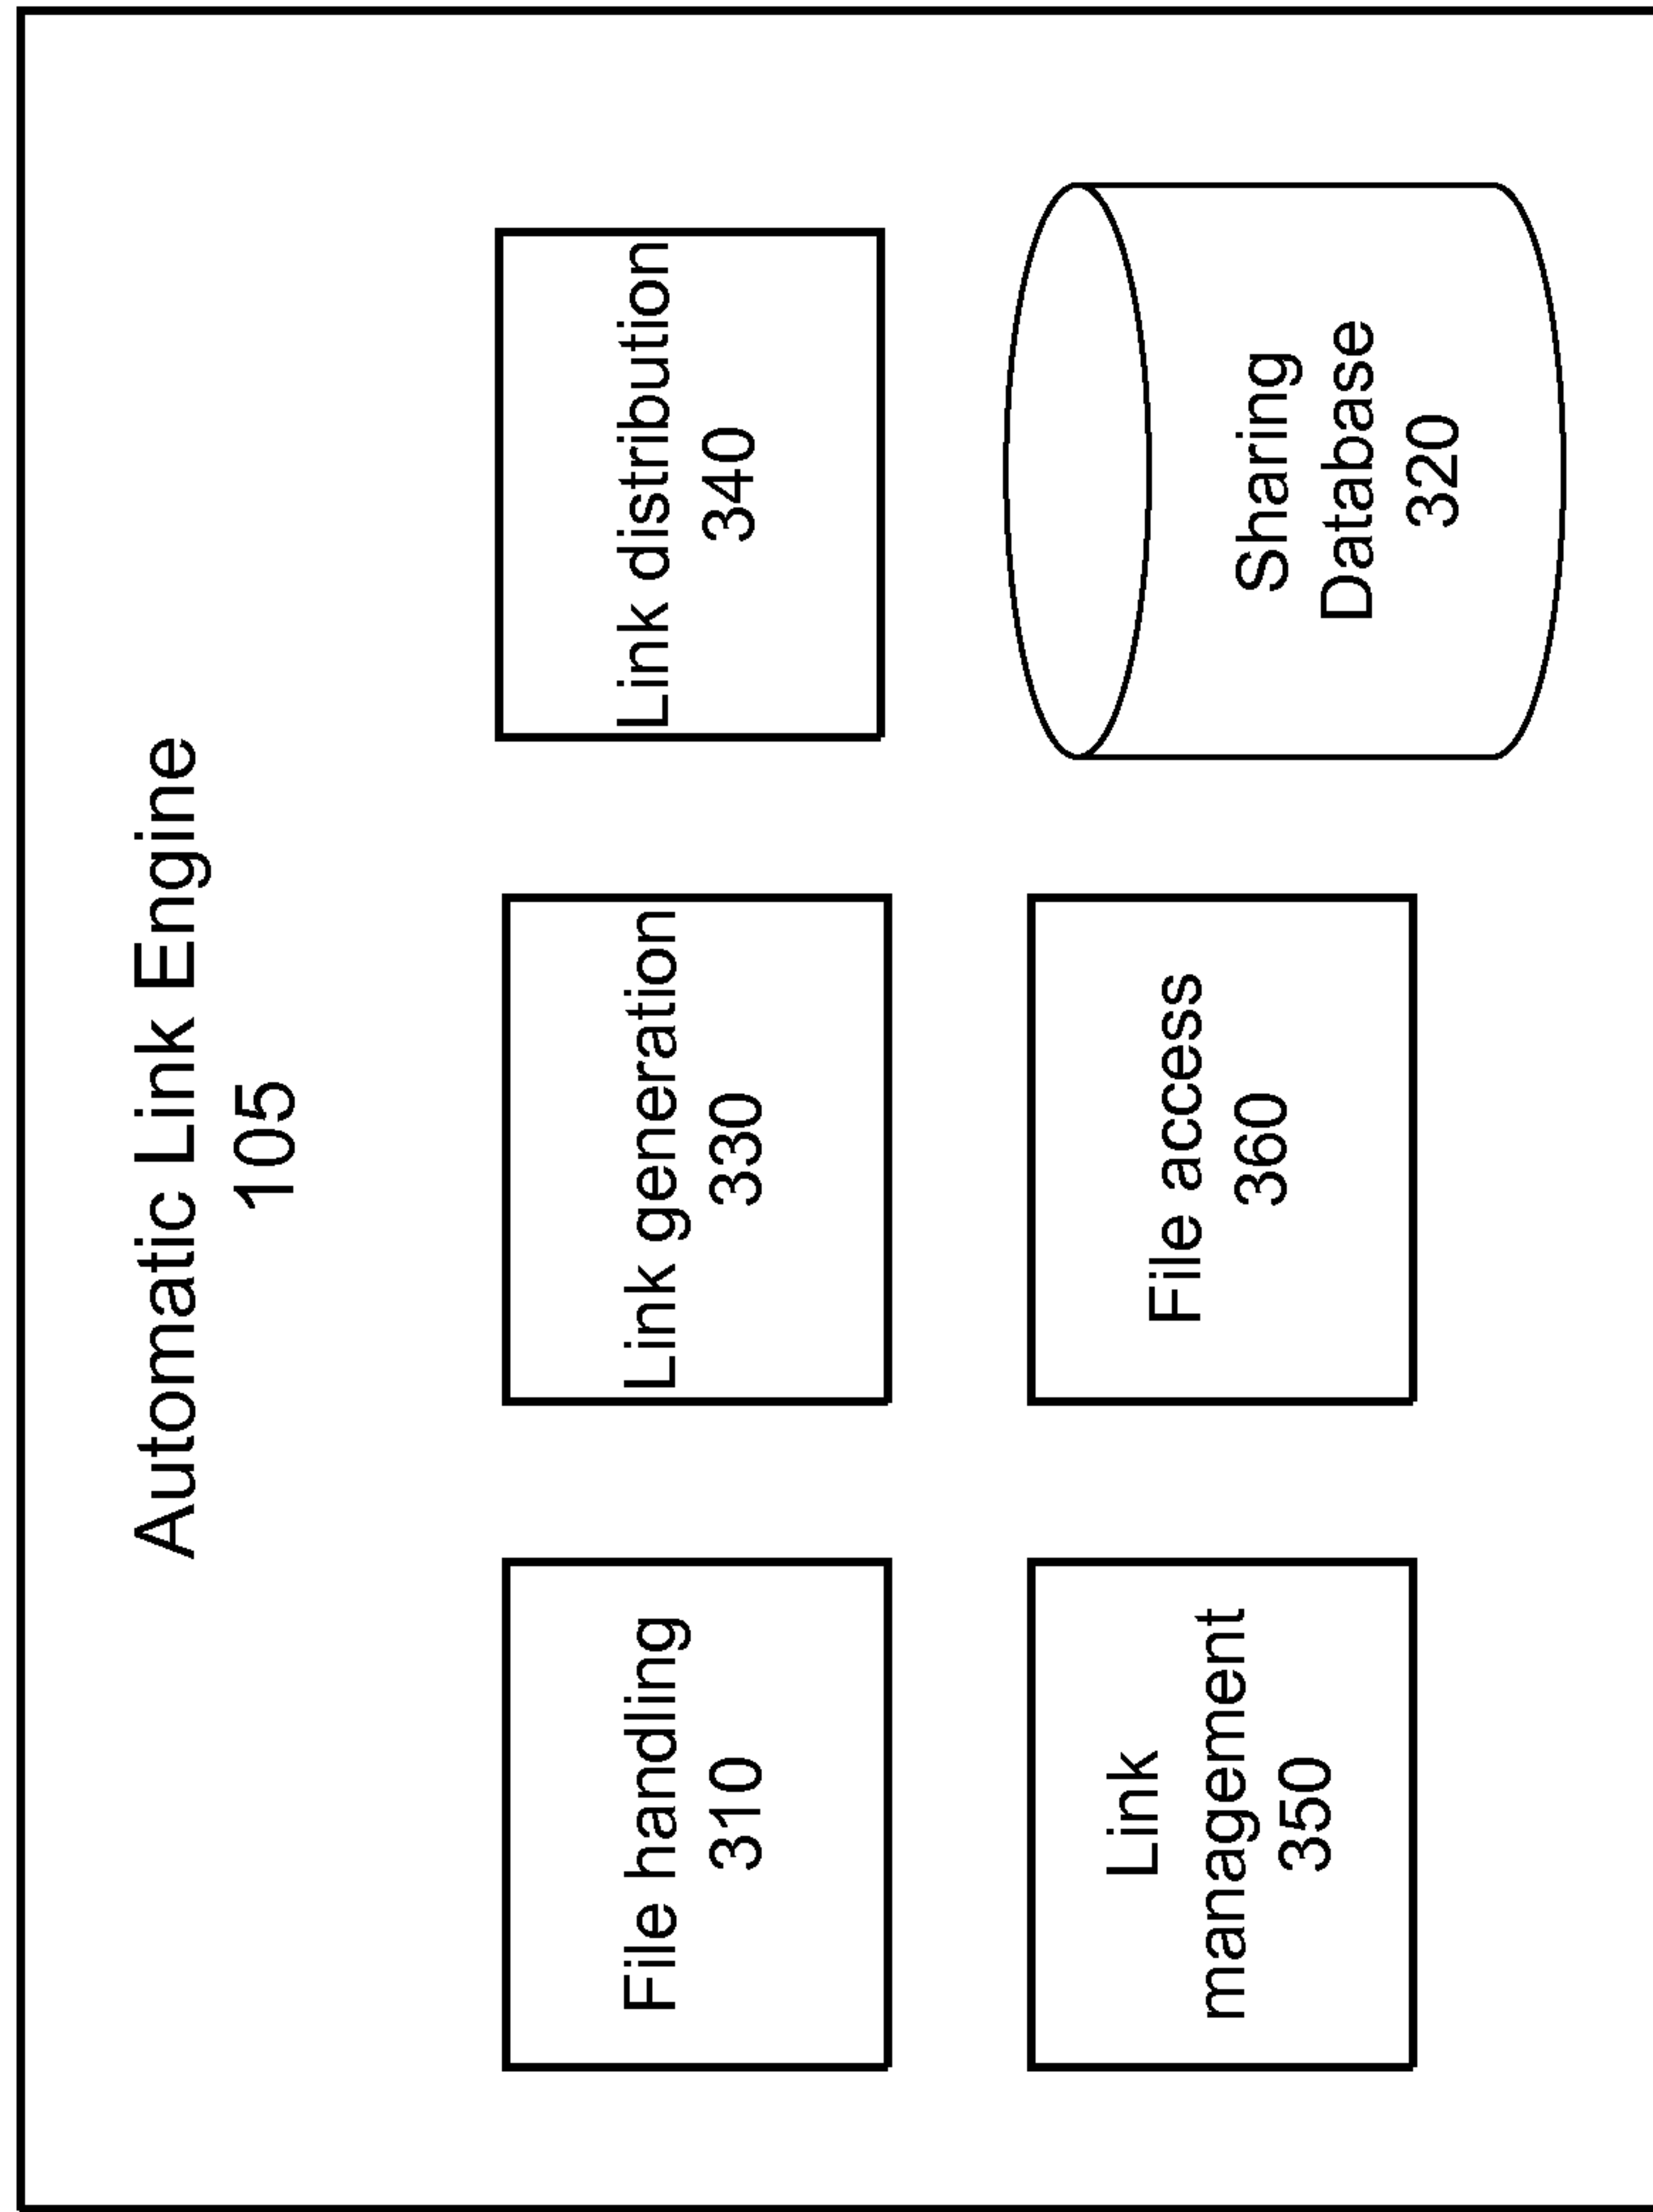 Automatic Link Engine
105
File handling
310
Link generation
330
Link distribution
340
Link
management
350
File access
360
Sharing
Database
320